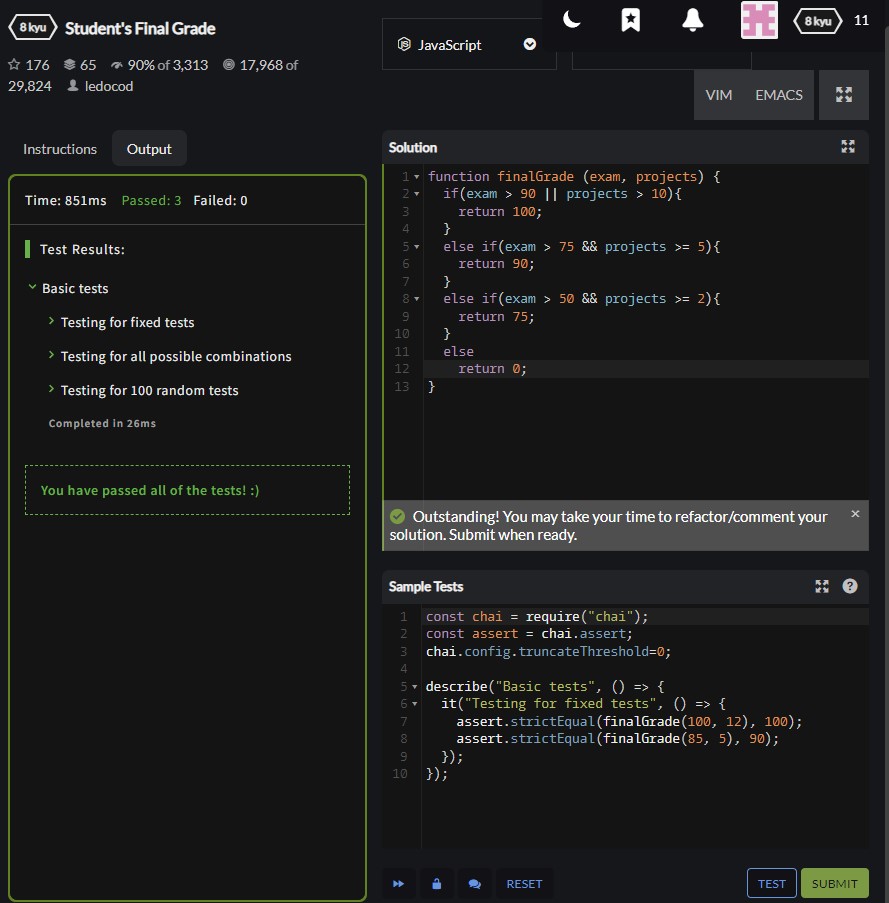 8 kyu Student's Final Grade
176 65 90% of 3,313 17,968 of
29,824 ledocod
JavaScript
8 kyu 11
VIM EMACS
Instructions Output
Time: 851ms Passed: 3 Failed: 0
Test Results:
Basic tests
Testing for fixed tests
Testing for all possible combinations
Testing for 100 random tests
Completed in 26ms
You have passed all of the tests! :)
Solution
1 function finalGrade (exam, projects) {
2 if(exam > 90 || projects > 10){
3 return 100;
4 }
5 else if(exam > 75 && projects >= 5){
6 return 90;
7 }
8 else if(exam > 50 && projects >= 2){
9 return 75;
10 }
11 else
12 return 0;
13 }
Outstanding! You may take your time to refactor/comment your
solution. Submit when ready.
Sample Tests
1 const chai = require("chai");
2 const assert = chai.assert;
3 chai.config.truncateThreshold=0;
4
5 describe("Basic tests", () => {
6 it("Testing for fixed tests", () => {
7 assert.strictEqual(finalGrade(100, 12), 100);
8 assert.strictEqual(finalGrade(85, 5), 90);
9 });
10 });
RESET TEST SUBMIT